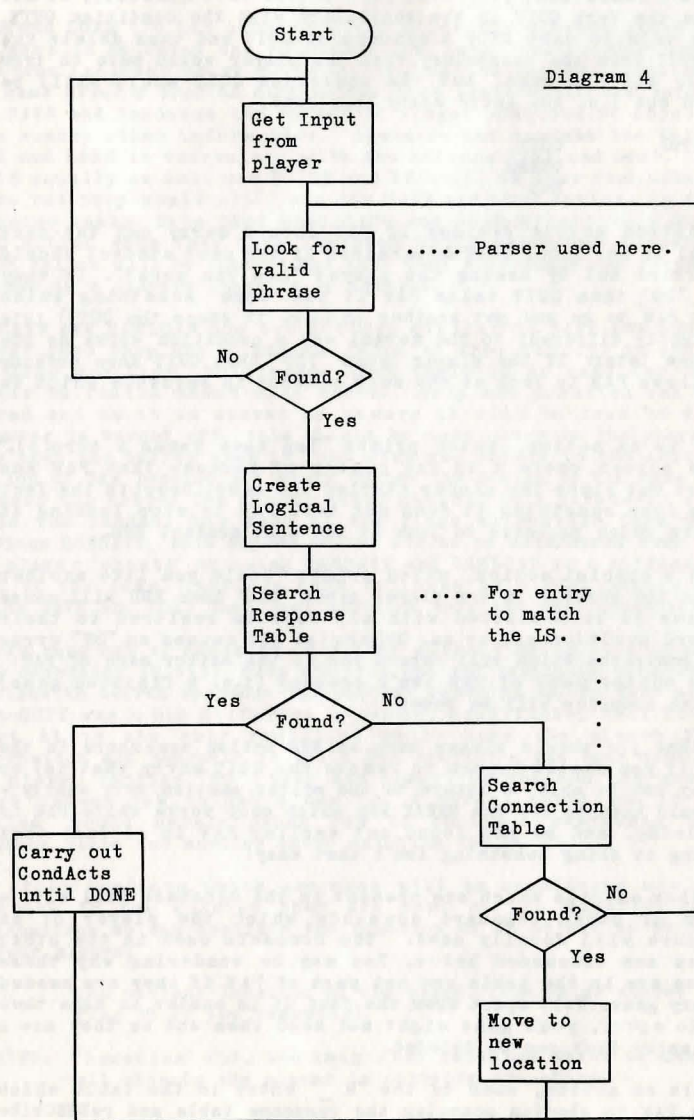 Start
Diagram 4
Get Input
from
player
Look for
valid
phrase
..... Parser used here.
No
Found?
Yes
Create
Logical
Sentence
Search
Response
Table
..... For entry
to match
the LS.
Yes
Found?
No
Search
Connection
Table
Carry out
CondActs
until DONE
Found?
No
Yes
Move to
new
location